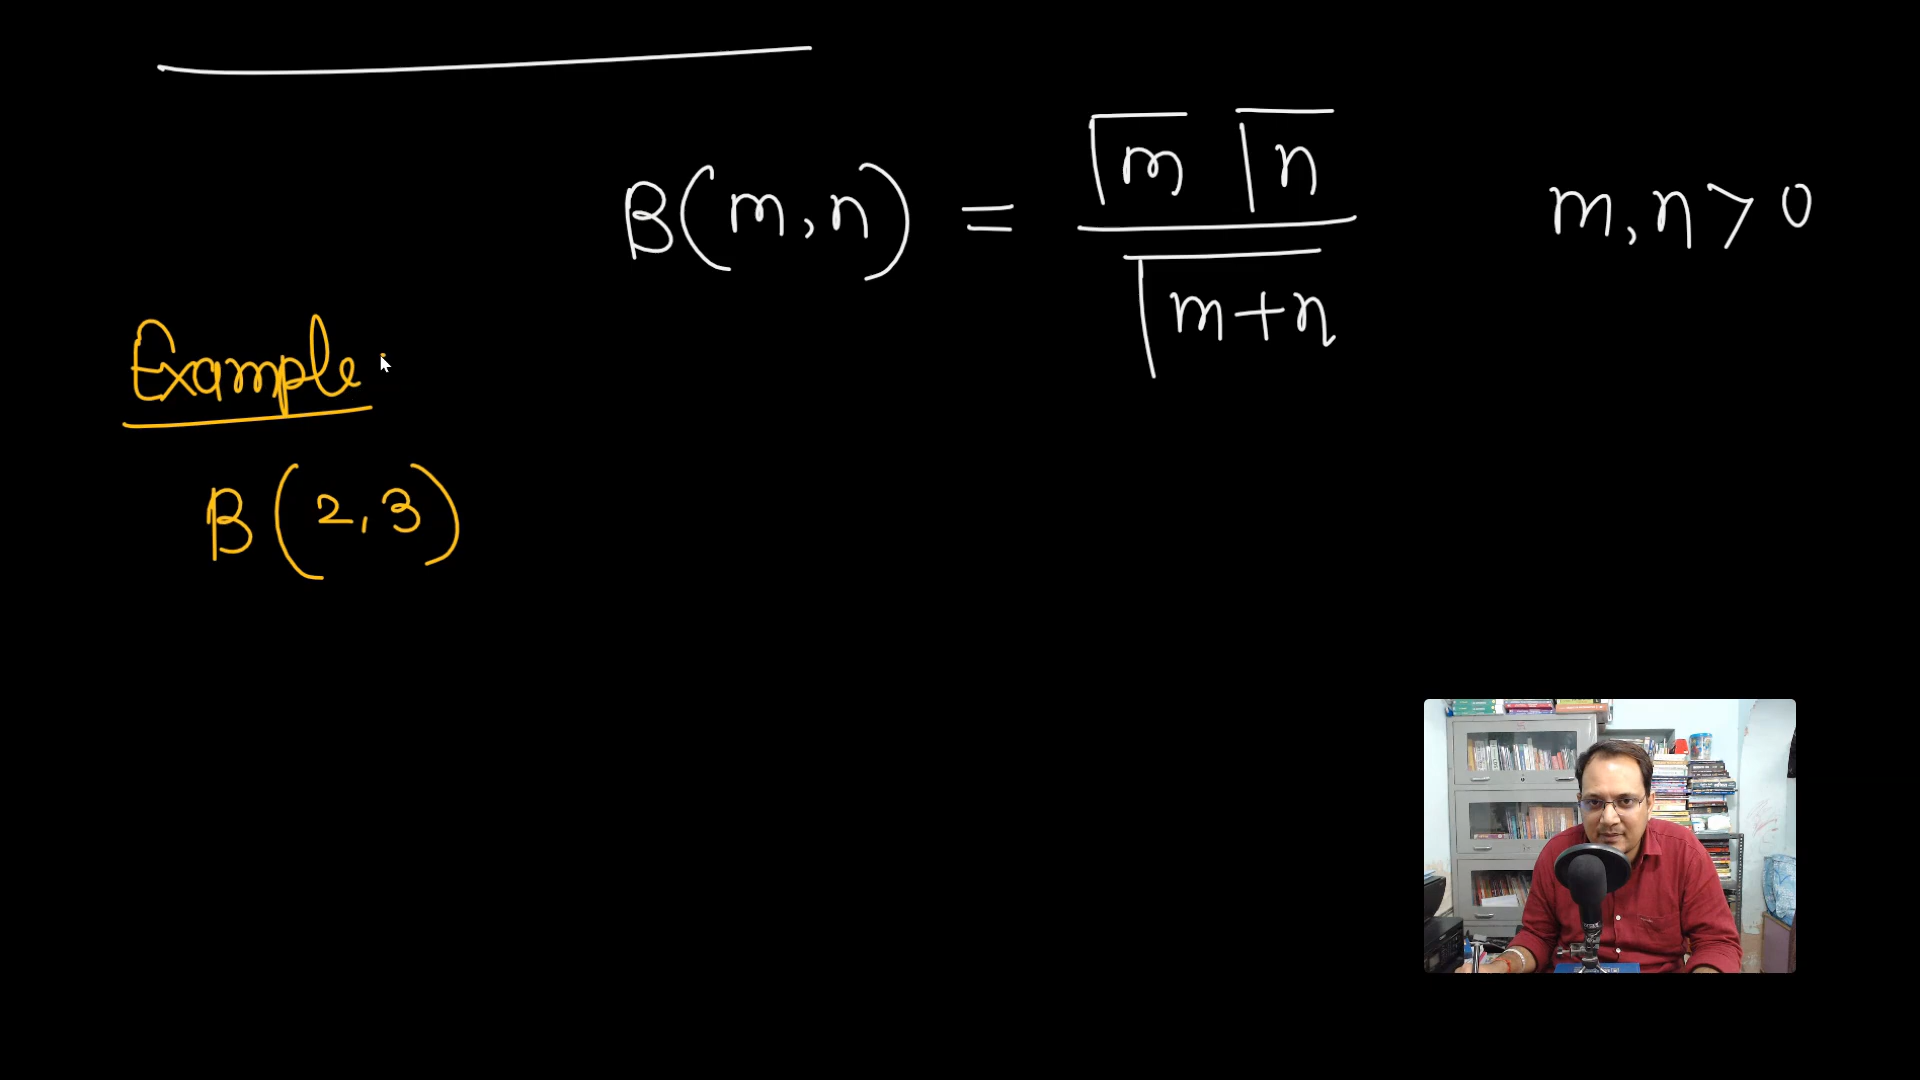 B(m,n) = Γm Γn / Γm+n    m,n > 0
Example
B(2,3)